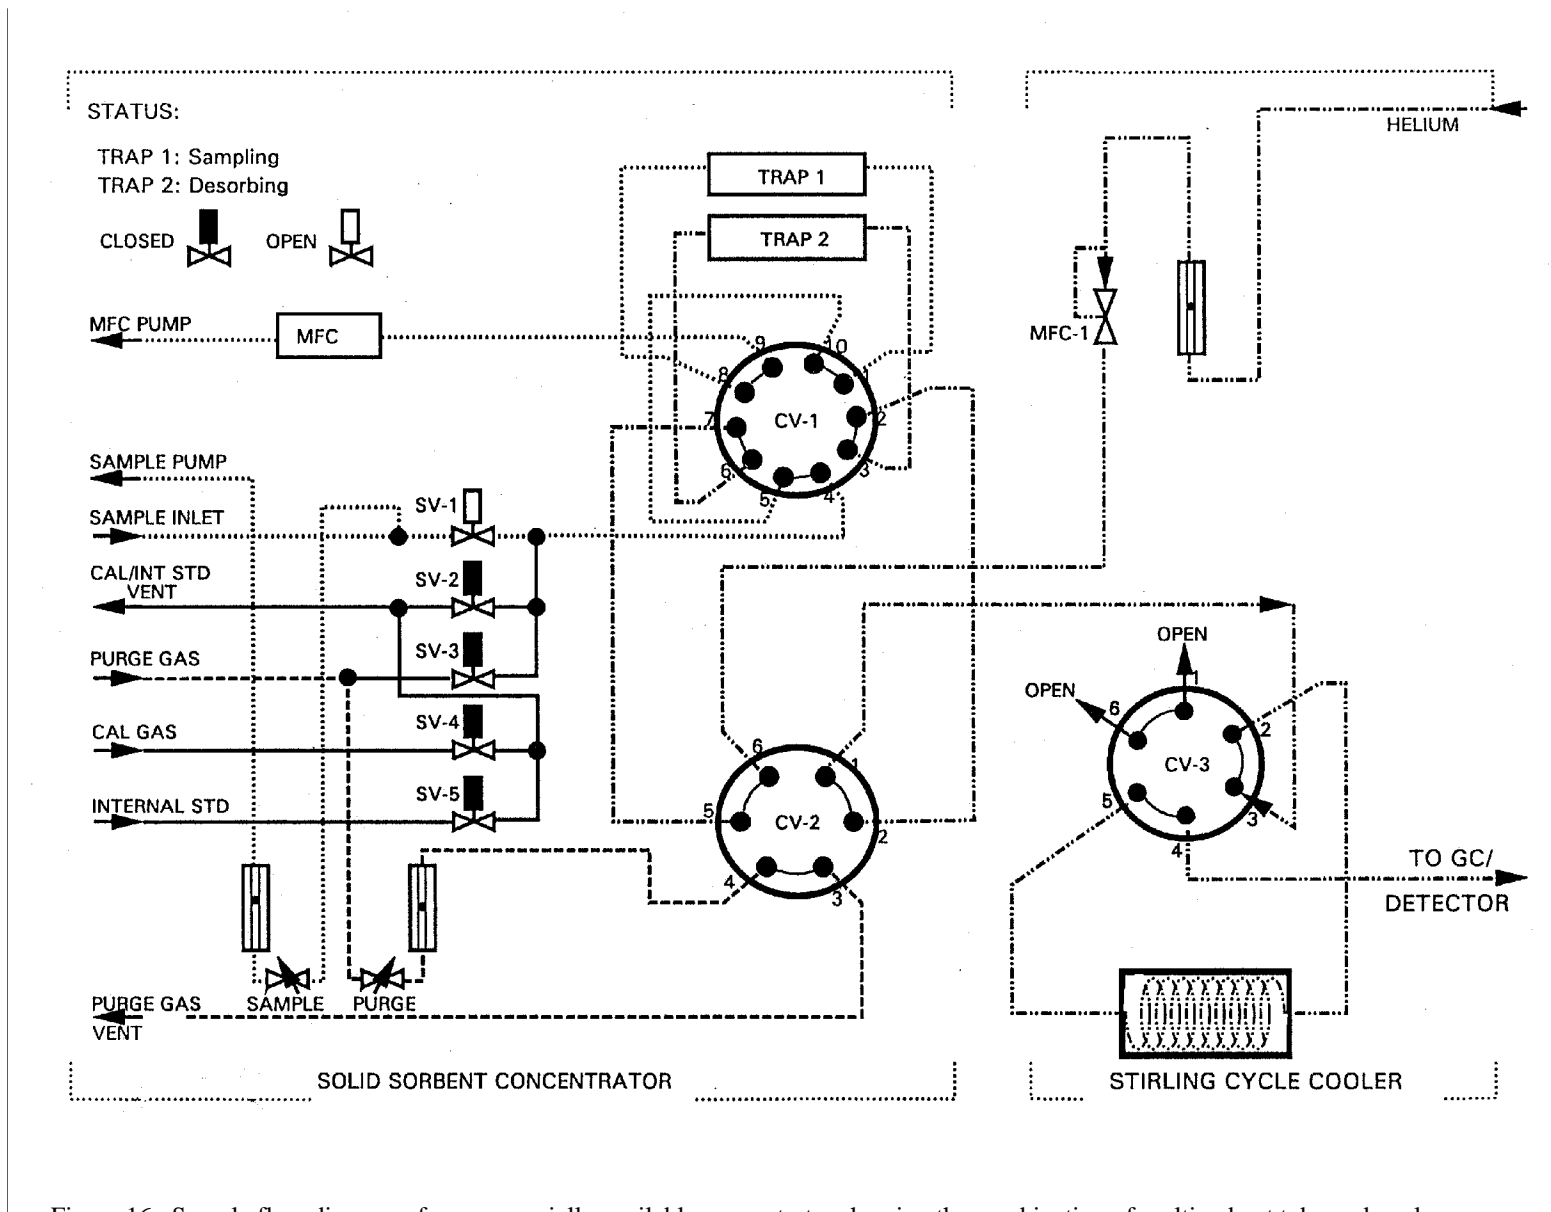 STATUS:
TRAP 1: Sampling
TRAP 2: Desorbing
CLOSED
OPEN
MFC PUMP
MFC
TRAP 1
TRAP 2
HELIUM
MFC-1
9
10
8
1
7
CV-1
2
6
3
5
4
SAMPLE PUMP
SAMPLE INLET
SV-1
CAL/INT STD
VENT
SV-2
PURGE GAS
SV-3
CAL GAS
SV-4
INTERNAL STD
SV-5
6
1
5
CV-2
2
4
3
OPEN
OPEN
1
6
2
CV-3
5
3
4
TO GC/
DETECTOR
PURGE GAS
VENT
SAMPLE
PURGE
SOLID SORBENT CONCENTRATOR
STIRLING CYCLE COOLER